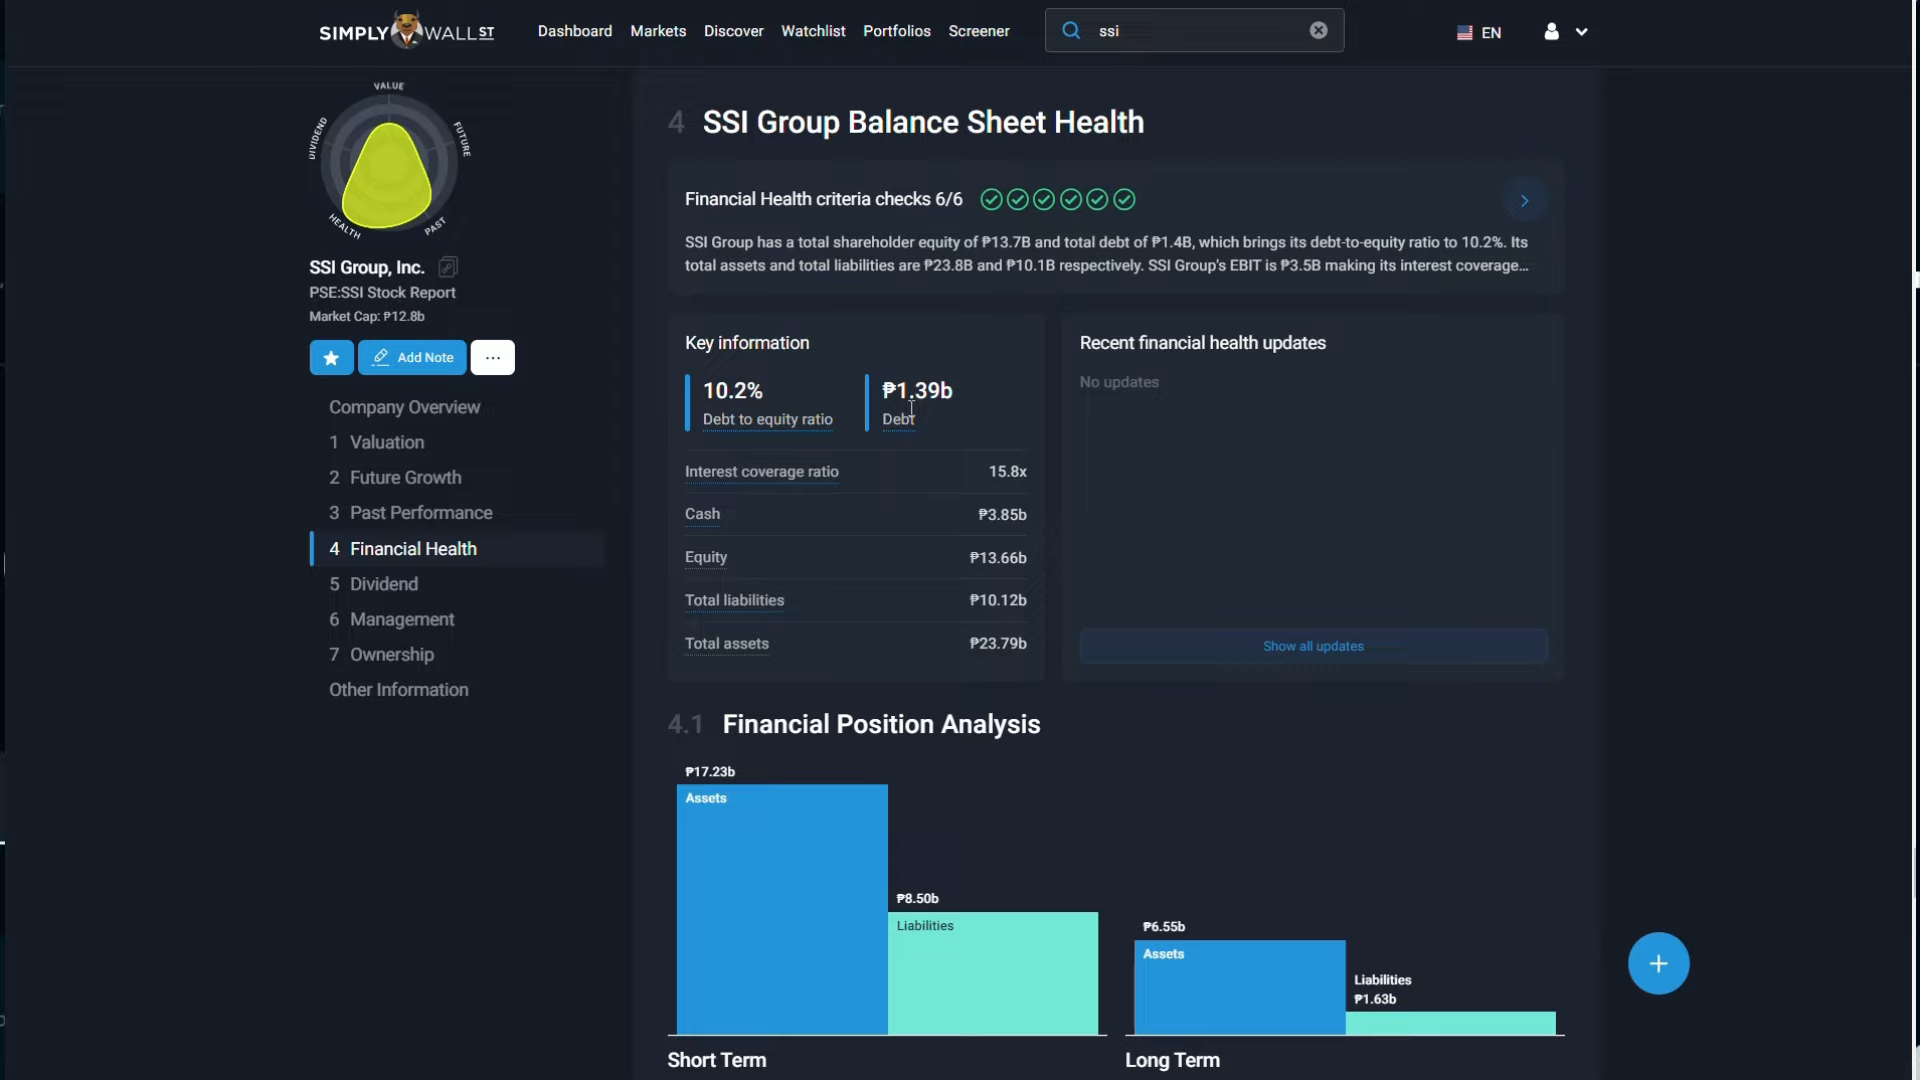 SIMPLY WALL ST
Dashboard
Markets
Discover
Watchlist
Portfolios
Screener
ssi
EN
VALUE
FUTURE
PAST
HEALTH
DIVIDEND
SSI Group, Inc.
PSE:SSI Stock Report
Market Cap: ₱12.8b
Add Note
...
Company Overview
1 Valuation
2 Future Growth
3 Past Performance
4 Financial Health
5 Dividend
6 Management
7 Ownership
Other Information
4 SSI Group Balance Sheet Health
Financial Health criteria checks 6/6
SSI Group has a total shareholder equity of ₱13.7B and total debt of ₱1.4B, which brings its debt-to-equity ratio to 10.2%. Its
total assets and total liabilities are ₱23.8B and ₱10.1B respectively. SSI Group's EBIT is ₱3.5B making its interest coverage...
Key information
10.2%
Debt to equity ratio
₱1.39b
Debt
Interest coverage ratio 15.8x
Cash ₱3.85b
Equity ₱13.66b
Total liabilities ₱10.12b
Total assets ₱23.79b
Recent financial health updates
No updates
Show all updates
4.1 Financial Position Analysis
₱17.23b
Assets
₱8.50b
Liabilities
Short Term
₱6.55b
Assets
Liabilities
₱1.63b
Long Term